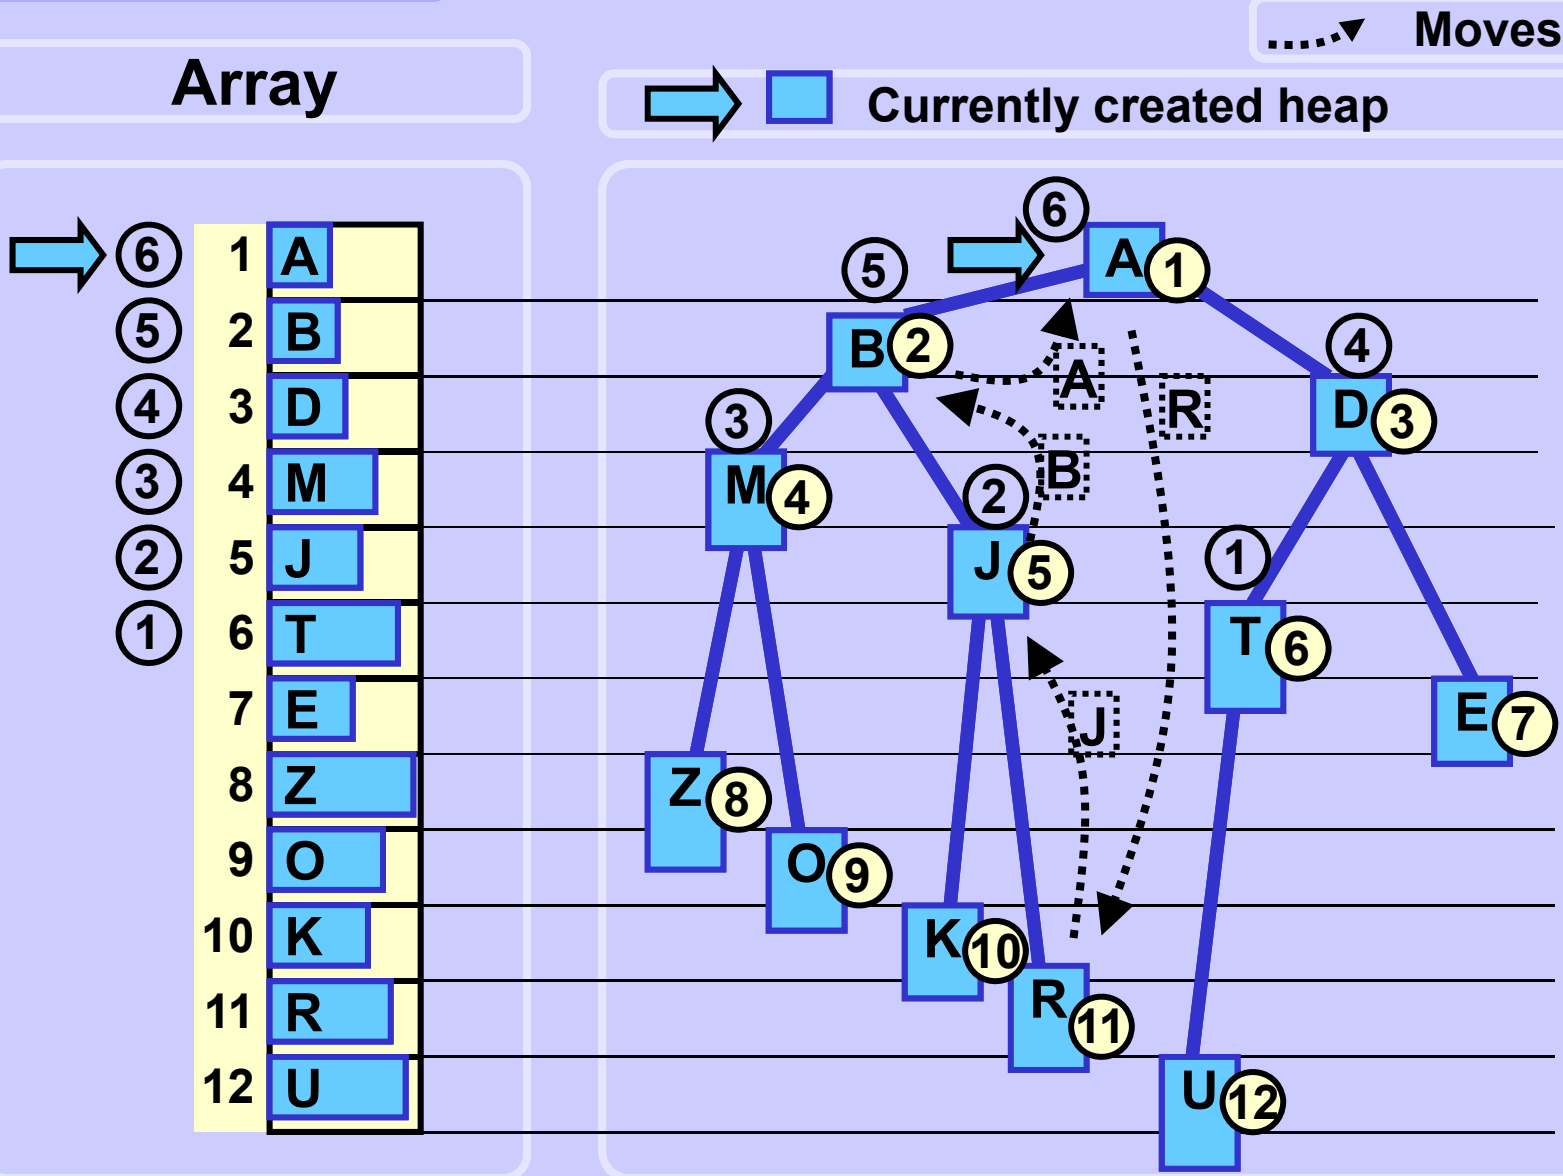 Moves
Array
Currently created heap
6 1 A
5 2 B
4 3 D
3 4 M
2 5 J
1 6 T
7 E
8 Z
9 O
10 K
11 R
12 U
6
A 1
5
B 2
4
D 3
A
R
3
M 4
B
2
J 5
1
T 6
J
E 7
Z 8
O 9
K 10
R 11
U 12